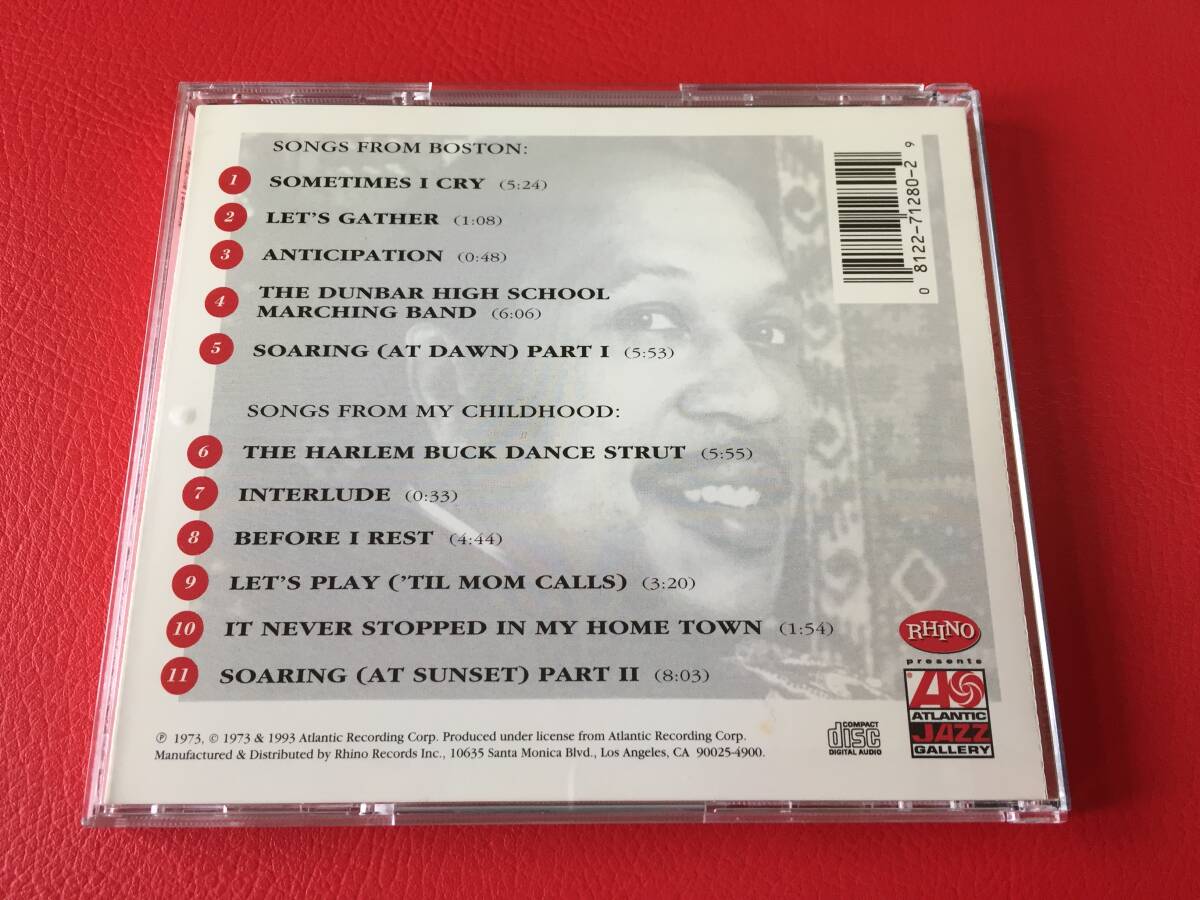 SONGS FROM BOSTON:
1 SOMETIMES I CRY (5:24)
2 LET'S GATHER (1:08)
3 ANTICIPATION (0:48)
4 THE DUNBAR HIGH SCHOOL
MARCHING BAND (6:06)
5 SOARING (AT DAWN) PART I (5:53)
SONGS FROM MY CHILDHOOD:
6 THE HARLEM BUCK DANCE STRUT (5:55)
7 INTERLUDE (0:33)
8 BEFORE I REST (4:44)
9 LET'S PLAY ('TIL MOM CALLS) (3:20)
10 IT NEVER STOPPED IN MY HOME TOWN (1:54)
11 SOARING (AT SUNSET) PART II (8:03)
0 81227-1280-2 9
RHINO
presents
ATLANTIC
JAZZ
GALLERY
COMPACT
disc
DIGITAL AUDIO
℗ 1973, © 1973 & 1993 Atlantic Recording Corp. Produced under license from Atlantic Recording Corp.
Manufactured & Distributed by Rhino Records Inc., 10635 Santa Monica Blvd., Los Angeles, CA 90025-4900.